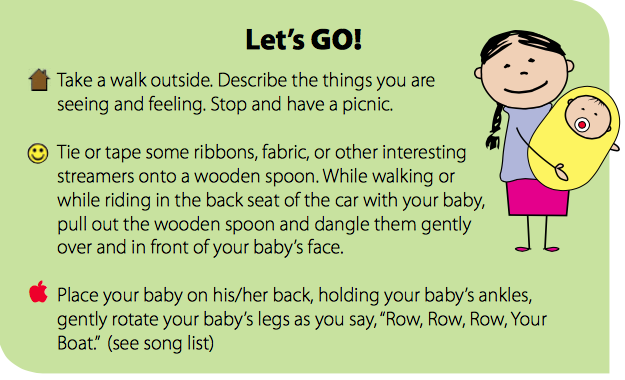 Let's GO!
Take a walk outside. Describe the things you are
seeing and feeling. Stop and have a picnic.
Tie or tape some ribbons, fabric, or other interesting
streamers onto a wooden spoon. While walking or
while riding in the back seat of the car with your baby,
pull out the wooden spoon and dangle them gently
over and in front of your baby's face.
Place your baby on his/her back, holding your baby's ankles,
gently rotate your baby's legs as you say, “Row, Row, Row, Your
Boat.” (see song list)